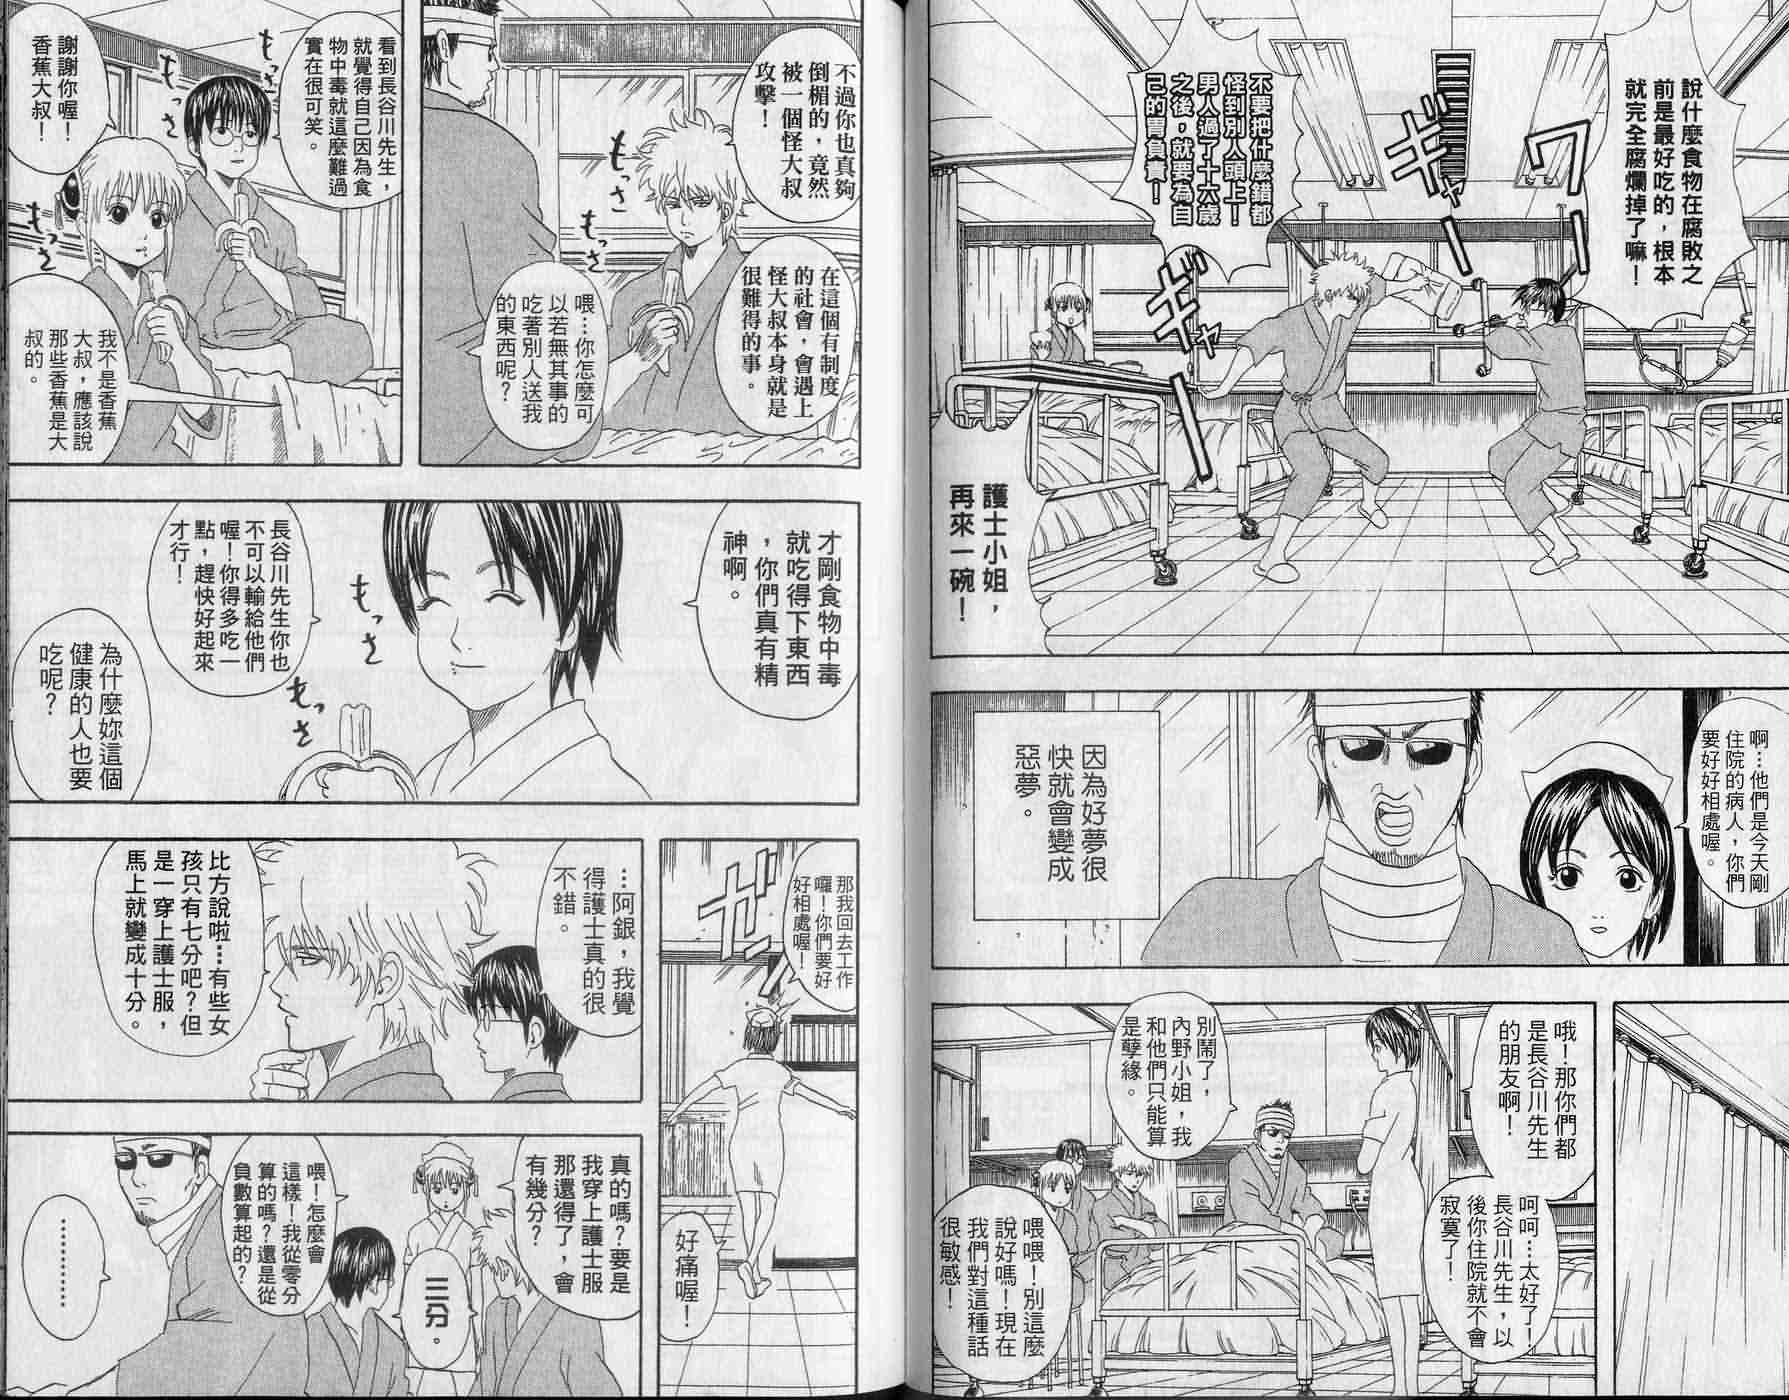 說什麼食物在腐敗之
前是最好吃的，根本
就完全腐爛掉了嘛！
ワー
ギャー
不要把什麼錯都
怪到別人頭上！
男人過了十六歲
之後，就要為自
己的胃負責！
ギャー
護士小姐，
再來一碗！
啊…他們是今天剛
住院的病人，你們
要好好相處喔。
因為好夢很
快就會變成
惡夢。
哦！那你們都
是長谷川先生
的朋友啊！
呵呵…太好了！
長谷川先生，以
後你住院就不會
寂寞了！
別鬧了，
內野小姐，我
和他們只能算
是孽緣。
喂喂！別這麼
說好嗎！現在
我們對這種話
很敏感！
不過你也真夠
倒楣的，竟然
被一個怪大叔
攻擊！
在這個有制度
的社會，會遇上
怪大叔本身就是
很難得的事。
もっさ
もっさ
喂…你怎麼可
以若無其事的
吃著別人送我
的東西呢？
看到長谷川先生，
就覺得自己因為食
物中毒就這麼難過
實在很可笑。
もっさ
もっさ
謝謝你喔！
香蕉大叔！
もっさ
我不是香蕉
大叔，應該說
那些香蕉是大
叔的。
才剛食物中毒
就吃得下東西
，你們真有精
神啊。
もっさ
もっさ
長谷川先生你也
不可以輸給他們
喔！你得多吃一
點，趕快好起來
才行！
為什麼妳這個
健康的人也要
吃呢？
那我回去工作
囉！你們要好
好相處喔！
ガン
好痛喔！
…阿銀，我覺
得護士真的很
不錯。
比方說啦…有些女
孩只有七分吧？但
是一穿上護士服，
馬上就變成十分。
真的嗎？要是
我穿上護士服
那還得了，會
有幾分？
三分。
喂！怎麼會
這樣！我從零分
算的嗎？還是從
負數算起的？
…………